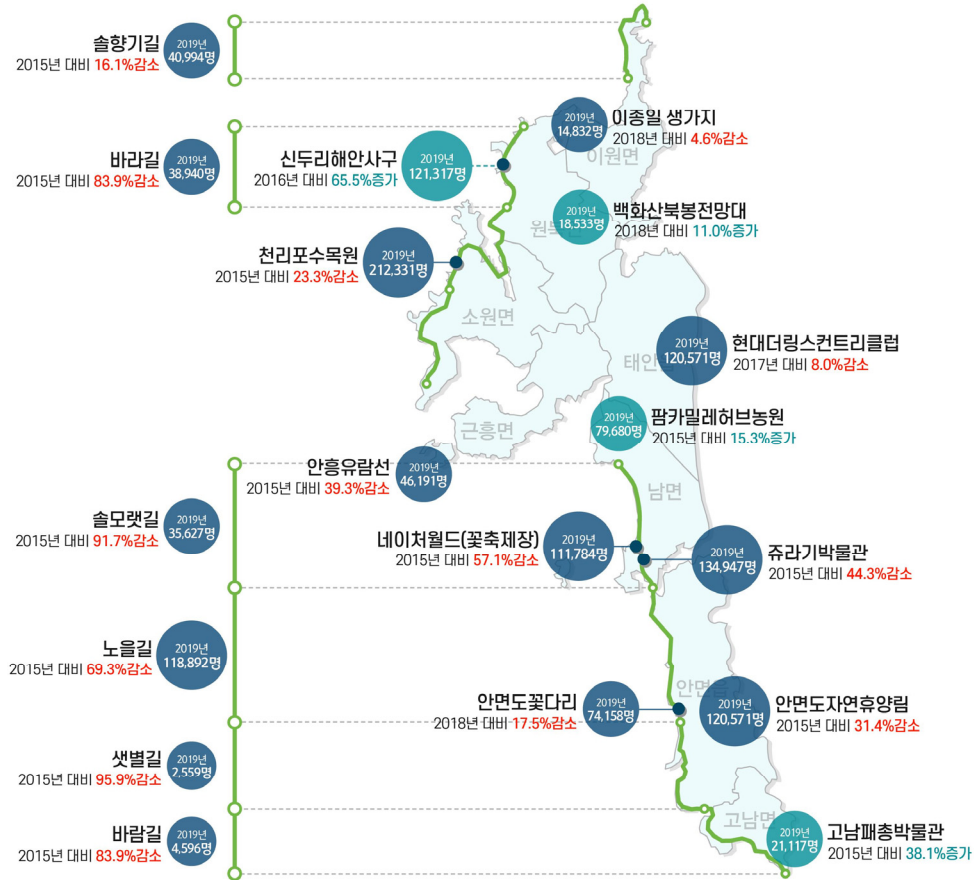 솔향기길
2019년
40,994명
2015년 대비 16.1%감소
이종일 생가지
2019년
14,832명
2018년 대비 4.6%감소
이원면
바라길
2019년
38,940명
2015년 대비 83.9%감소
신두리해안사구
2019년
121,317명
2016년 대비 65.5%증가
백화산북봉전망대
2019년
18,533명
2018년 대비 11.0%증가
원북
천리포수목원
2019년
212,331명
2015년 대비 23.3%감소
소원면
현대더링스컨트리클럽
2019년
120,571명
2017년 대비 8.0%감소
태안
팜카밀레허브농원
2019년
79,680명
2015년 대비 15.3%증가
근흥면
안흥유람선
2019년
46,191명
2015년 대비 39.3%감소
남면
솔모랫길
2019년
35,627명
2015년 대비 91.7%감소
네이처월드(꽃축제장)
2019년
111,784명
2015년 대비 57.1%감소
쥬라기박물관
2019년
134,947명
2015년 대비 44.3%감소
노을길
2019년
118,892명
2015년 대비 69.3%감소
안면도꽃다리
2019년
74,158명
2018년 대비 17.5%감소
안면읍
안면도자연휴양림
2019년
120,571명
2015년 대비 31.4%감소
샛별길
2019년
2,559명
2015년 대비 95.9%감소
바람길
2019년
4,596명
2015년 대비 83.9%감소
고남면
고남패총박물관
2019년
21,117명
2015년 대비 38.1%증가